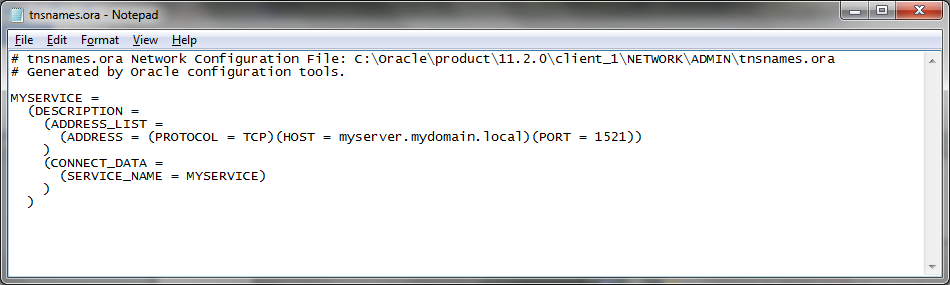 tnsnames.ora - Notepad
File Edit Format View Help
# tnsnames.ora Network Configuration File: C:\Oracle\product\11.2.0\client_1\NETWORK\ADMIN\tnsnames.ora
# Generated by Oracle configuration tools.

MYSERVICE =
  (DESCRIPTION =
    (ADDRESS_LIST =
      (ADDRESS = (PROTOCOL = TCP)(HOST = myserver.mydomain.local)(PORT = 1521))
    )
    (CONNECT_DATA =
      (SERVICE_NAME = MYSERVICE)
    )
  )